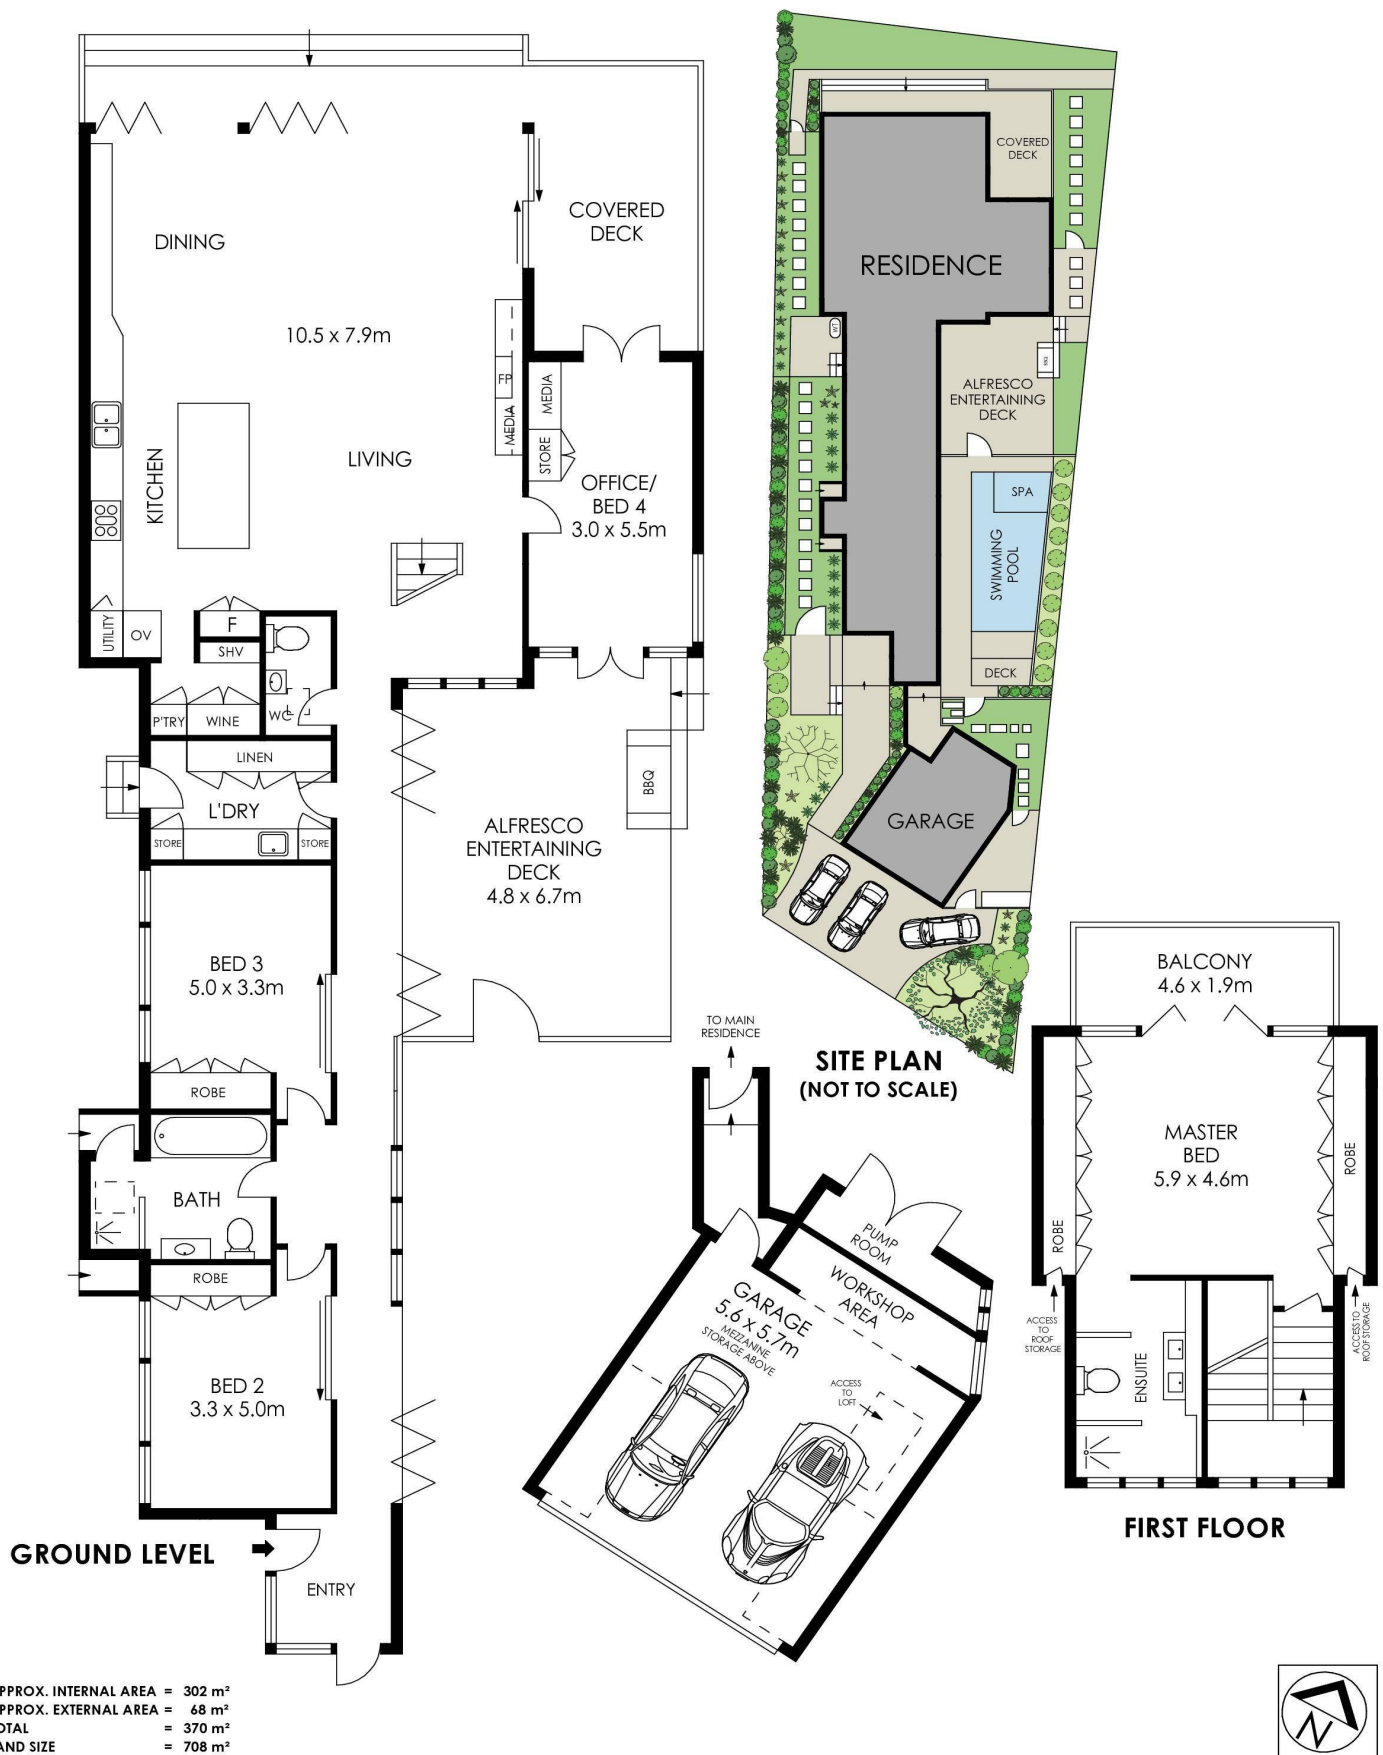 DINING
10.5 x 7.9m
COVERED
DECK
KITCHEN
LIVING
FP
MEDIA
MEDIA
STORE
OFFICE/
BED 4
3.0 x 5.5m
UTILITY
OV
F
SHV
WC
P'TRY
WINE
LINEN
L'DRY
STORE
STORE
BBQ
ALFRESCO
ENTERTAINING
DECK
4.8 x 6.7m
BED 3
5.0 x 3.3m
ROBE
BATH
ROBE
BED 2
3.3 x 5.0m
GROUND LEVEL
ENTRY
COVERED
DECK
RESIDENCE
WT
BBQ
ALFRESCO
ENTERTAINING
DECK
SPA
SWIMMING
POOL
DECK
GARAGE
SITE PLAN
(NOT TO SCALE)
TO MAIN
RESIDENCE
PUMP
ROOM
WORKSHOP
AREA
GARAGE
5.6 x 5.7m
MEZZANINE
STORAGE ABOVE
ACCESS
TO
LOFT
BALCONY
4.6 x 1.9m
MASTER
BED
5.9 x 4.6m
ROBE
ROBE
ACCESS
TO
ROOF
STORAGE
ACCESS TO
ROOF STORAGE
ENSUITE
FIRST FLOOR
PPROX. INTERNAL AREA = 302 m²
PPROX. EXTERNAL AREA = 68 m²
OTAL = 370 m²
AND SIZE = 708 m²
N